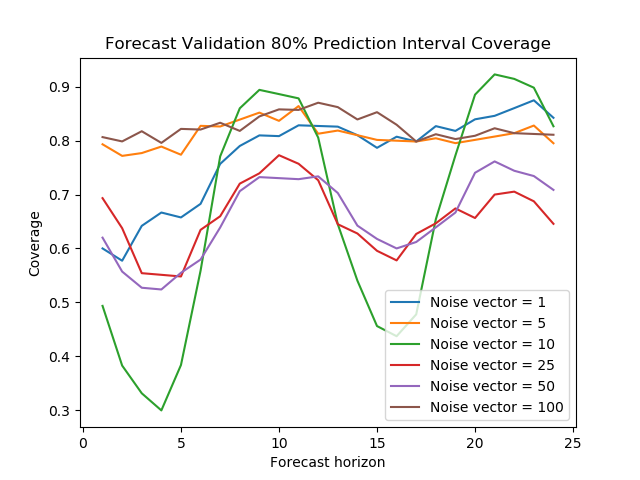 Forecast Validation 80% Prediction Interval Coverage
Coverage
0.9
0.8
0.7
0.6
0.5
0.4
0.3
Noise vector = 1
Noise vector = 5
Noise vector = 10
Noise vector = 25
Noise vector = 50
Noise vector = 100
0 5 10 15 20 25
Forecast horizon